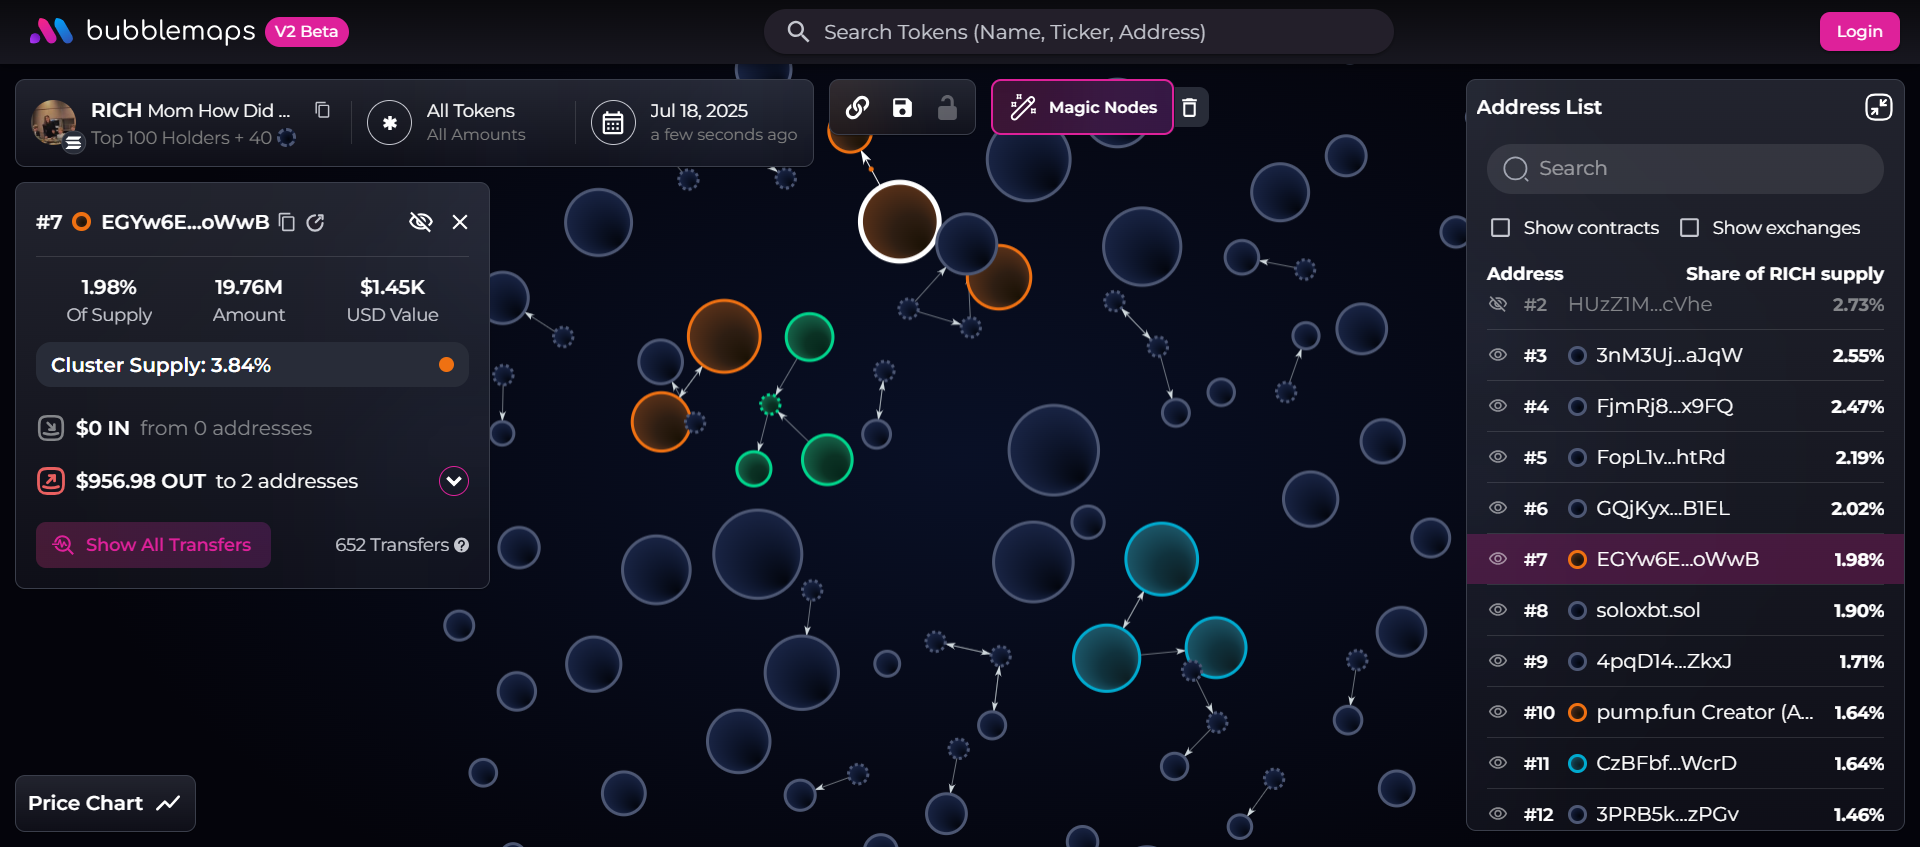 bubblemaps V2 Beta
Search Tokens (Name, Ticker, Address)
Login
RICH Mom How Did ...
Top 100 Holders + 40
All Tokens
All Amounts
Jul 18, 2025
a few seconds ago
Magic Nodes
#7 EGYw6E...oWwB
1.98% 19.76M $1.45K
Of Supply Amount USD Value
Cluster Supply: 3.84%
$0 IN from 0 addresses
$956.98 OUT to 2 addresses
Show All Transfers 652 Transfers ?
Price Chart
Address List
Search
Show contracts Show exchanges
Address Share of RICH supply
#2 HUzZ1M...cVhe 2.73%
#3 3nM3Uj...aJqW 2.55%
#4 FjmRj8...x9FQ 2.47%
#5 FopL1v...htRd 2.19%
#6 GQjKyx...B1EL 2.02%
#7 EGYw6E...oWwB 1.98%
#8 soloxbt.sol 1.90%
#9 4pqD14...ZkxJ 1.71%
#10 pump.fun Creator (A... 1.64%
#11 CzBFbf...WcrD 1.64%
#12 3PRB5k...zPGv 1.46%